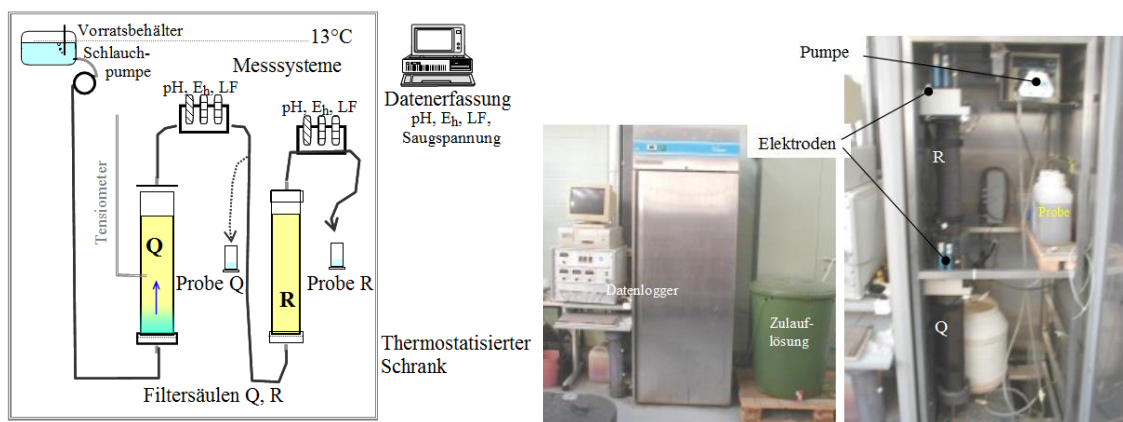 Vorratsbehälter
13°C
Schlauch-
pumpe
Messsysteme
pH, Eh, LF
pH, Eh, LF
Tensiometer
Q
R
Probe Q
Probe R
Filtersäulen Q, R
Datenerfassung
pH, Eh, LF,
Saugspannung
Thermostatisierter
Schrank
Datenlogger
Zulauf-
lösung
Pumpe
Elektroden
R
Probe
Q